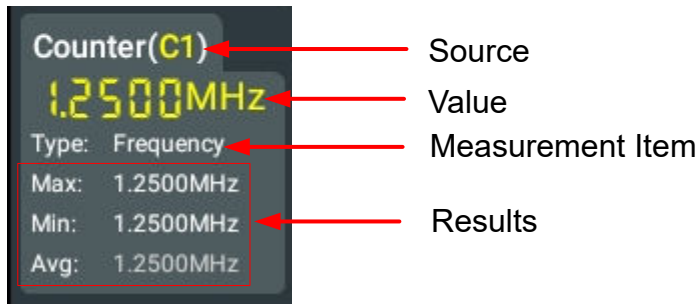 Counter(C1)
Source
1.2500MHz
Value
Type: Frequency
Measurement Item
Max: 1.2500MHz
Min: 1.2500MHz
Results
Avg: 1.2500MHz